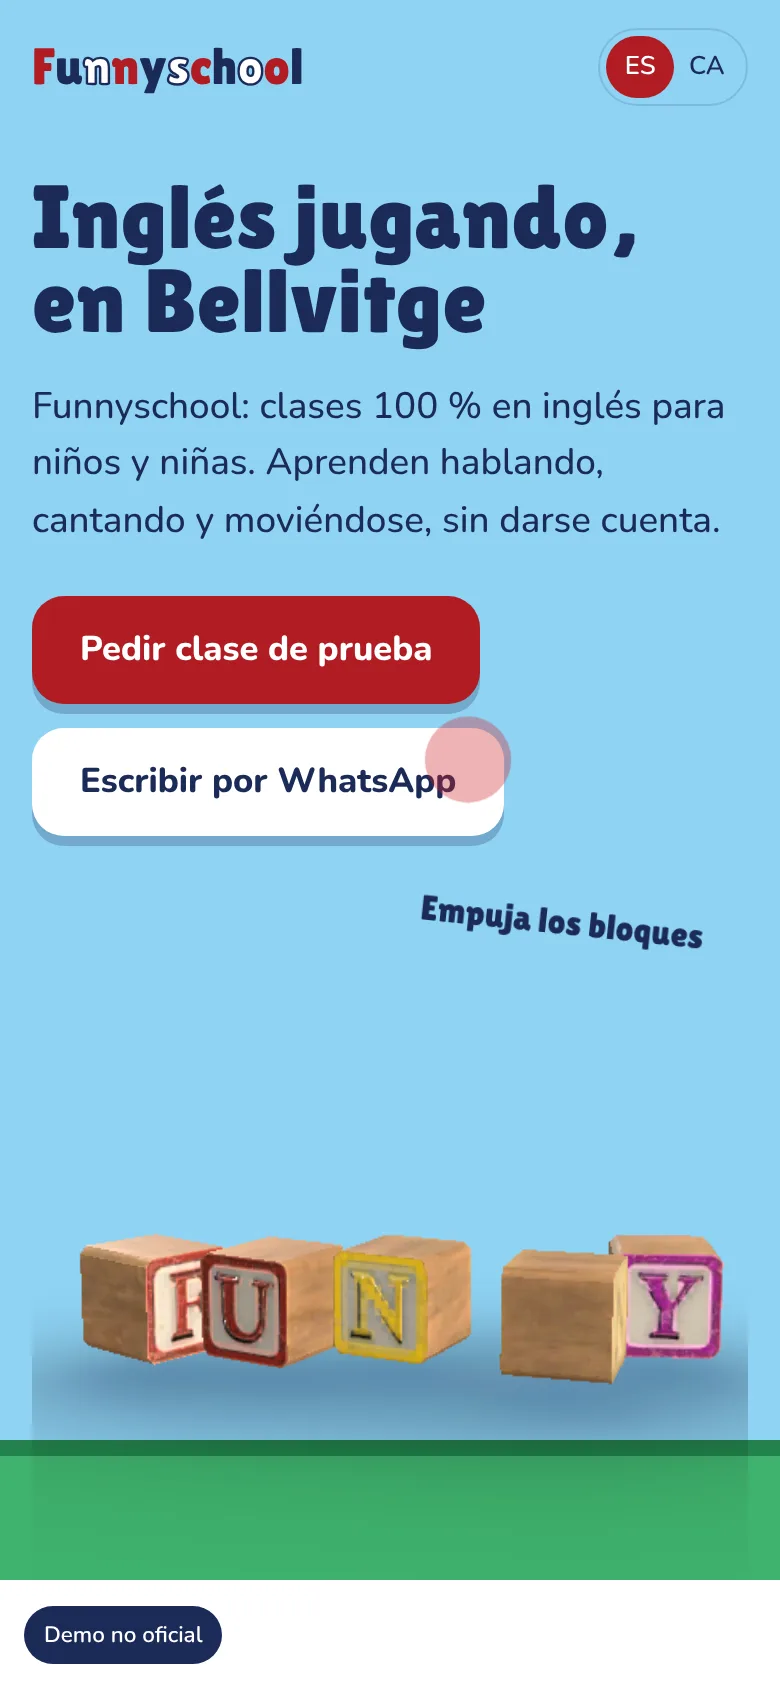 Funnyschool
ES CA
Inglés jugando,
en Bellvitge
Funnyschool: clases 100 % en inglés para
niños y niñas. Aprenden hablando,
cantando y moviéndose, sin darse cuenta.
Pedir clase de prueba
Escribir por WhatsApp
Empuja los bloques
F U N Y
Demo no oficial